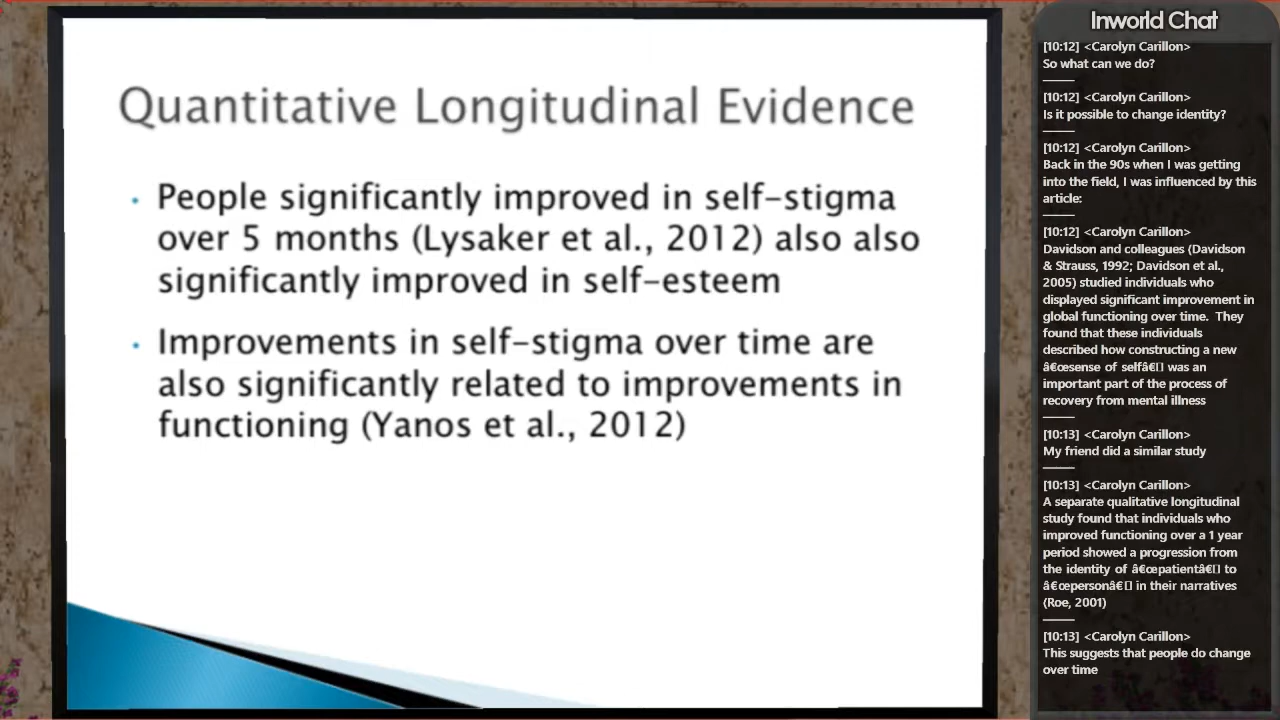 Quantitative Longitudinal Evidence
• People significantly improved in self-stigma
over 5 months (Lysaker et al., 2012) also also
significantly improved in self-esteem
• Improvements in self-stigma over time are
also significantly related to improvements in
functioning (Yanos et al., 2012)
Inworld Chat
[10:12] <Carolyn Carillon>
So what can we do?
[10:12] <Carolyn Carillon>
Is it possible to change identity?
[10:12] <Carolyn Carillon>
Back in the 90s when I was getting
into the field, I was influenced by this
article:
[10:12] <Carolyn Carillon>
Davidson and colleagues (Davidson
& Strauss, 1992; Davidson et al.,
2005) studied individuals who
displayed significant improvement in
global functioning over time.  They
found that these individuals
described how constructing a new
“sense of selfâ€▯ was an
important part of the process of
recovery from mental illness
[10:13] <Carolyn Carillon>
My friend did a similar study
[10:13] <Carolyn Carillon>
A separate qualitative longitudinal
study found that individuals who
improved functioning over a 1 year
period showed a progression from
the identity of “patientâ€▯ to
“personâ€▯ in their narratives
(Roe, 2001)
[10:13] <Carolyn Carillon>
This suggests that people do change
over time